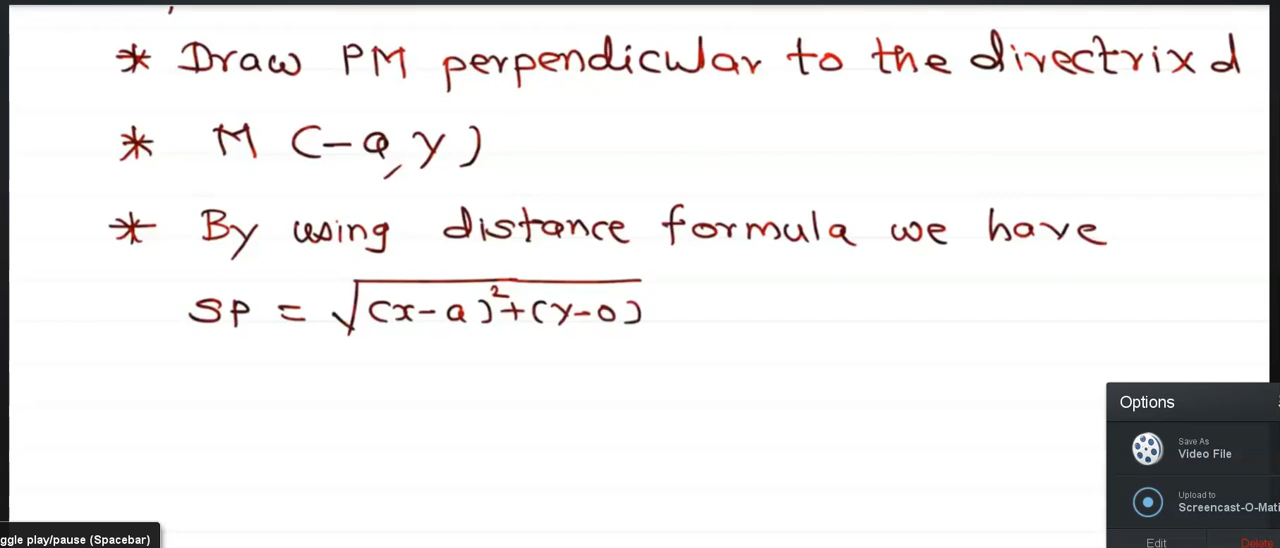 * Draw PM perpendicular to the directrix d
* M (-a, y)
* By using distance formula we have
SP = √(x-a)²+(y-0)
Options
Save As
Video File
Upload to
Screencast-O-Mati
Edit
Delete
ggle play/pause (Spacebar)